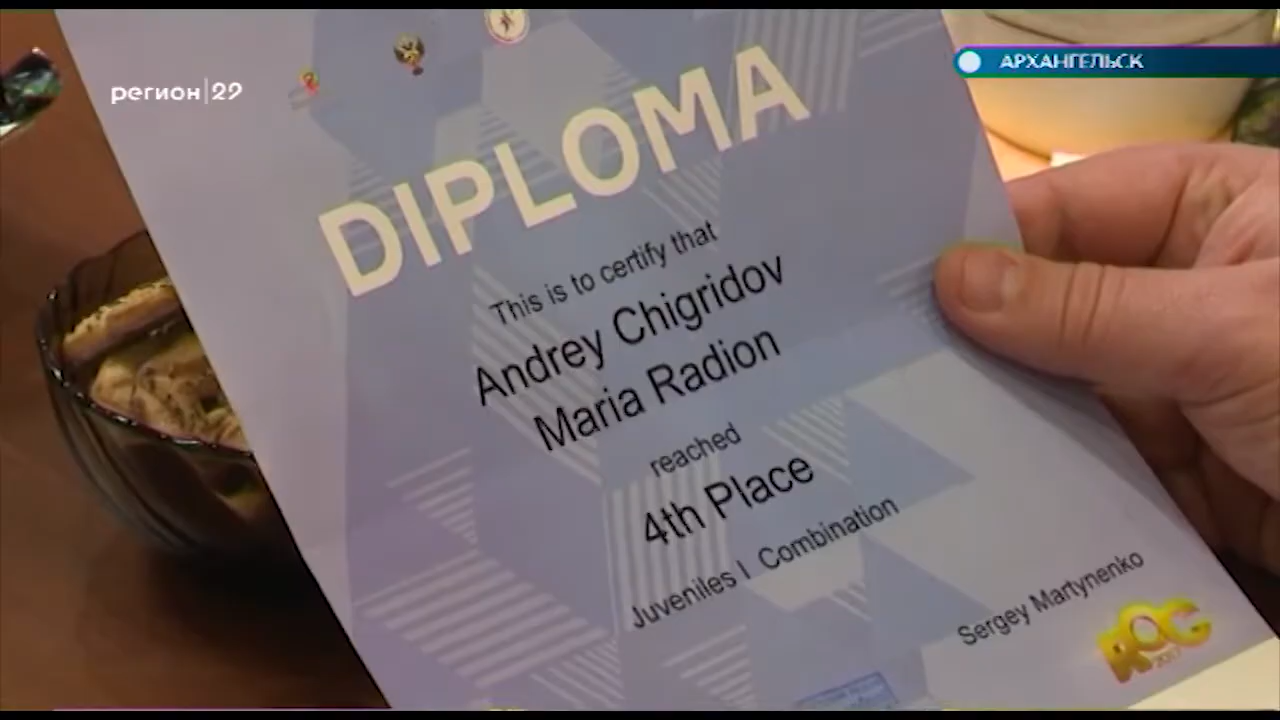 регион|29
АРХАНГЕЛЬСК
DIPLOMA
This is to certify that
Andrey Chigridov
Maria Radion
reached
4th Place
Juveniles I Combination
Sergey Martynenko
ROC